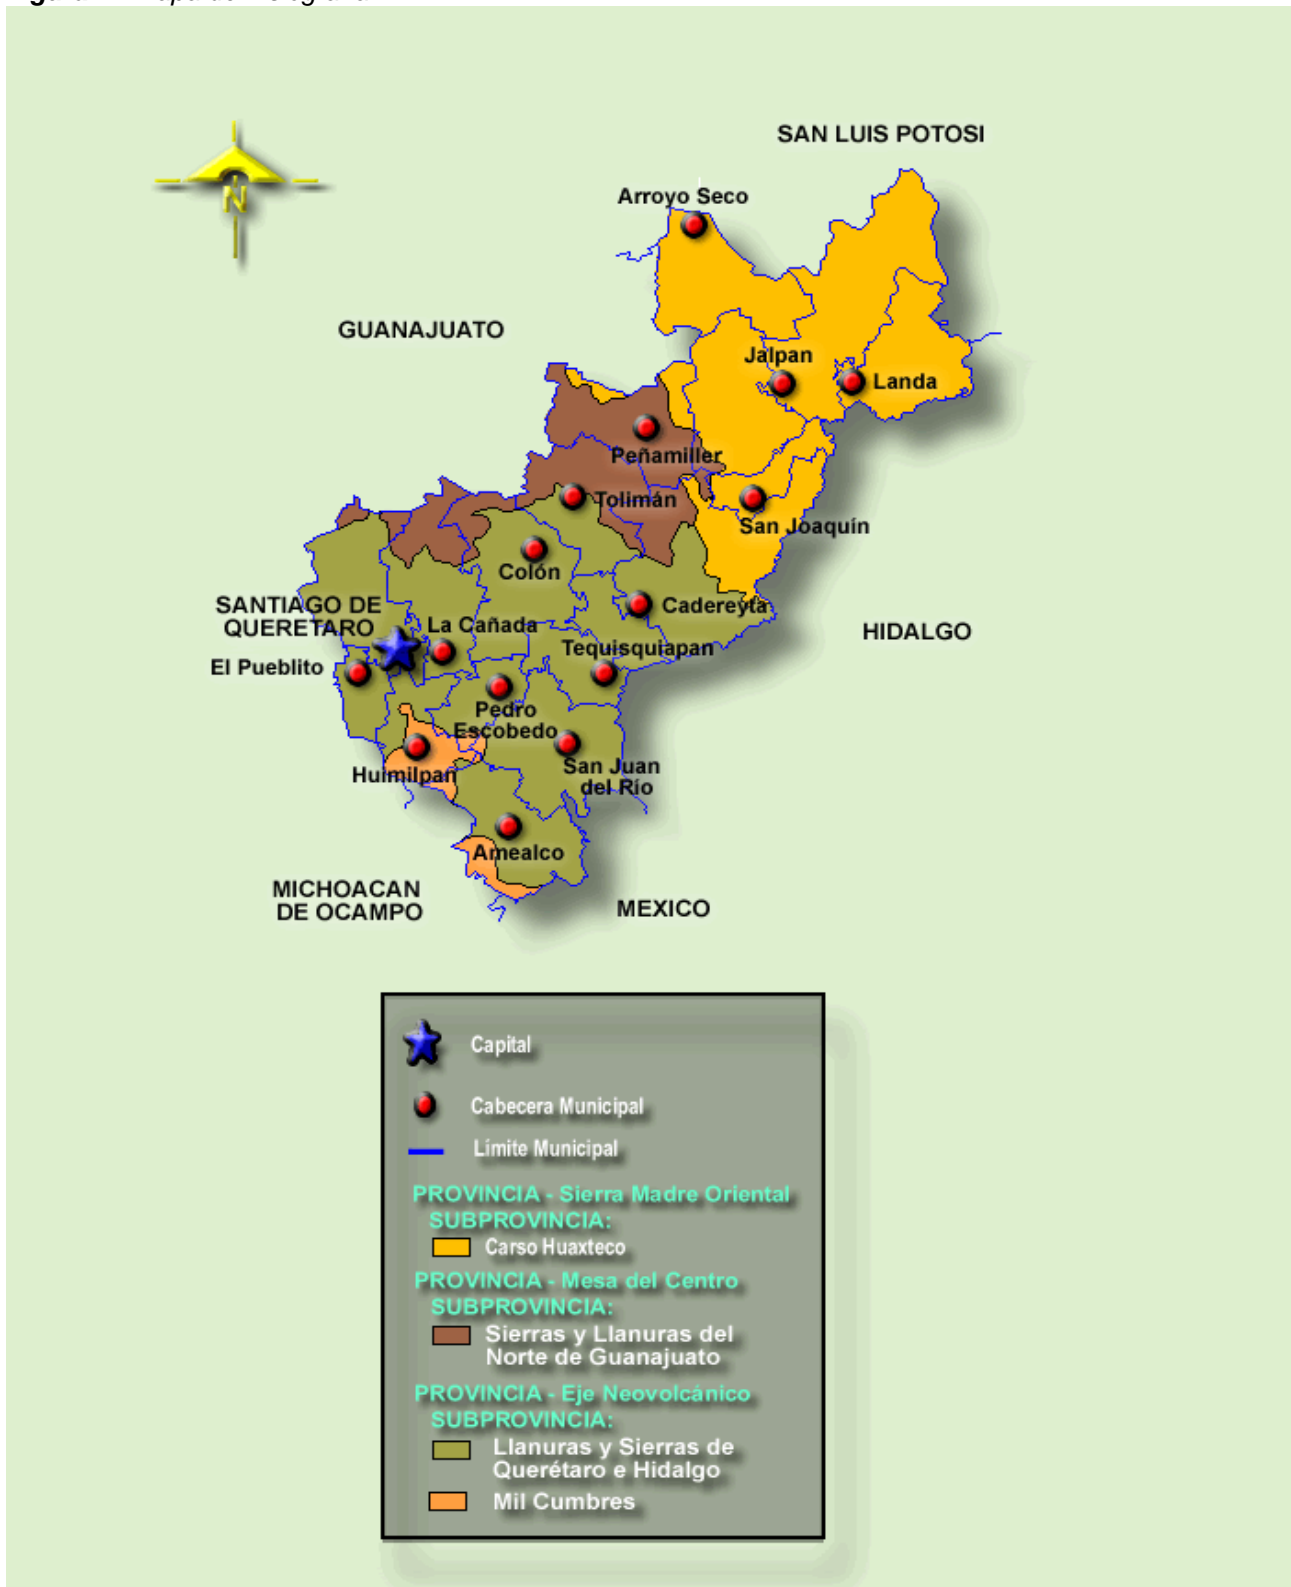 SAN LUIS POTOSI
Arroyo Seco
N
GUANAJUATO
Jalpan
Landa
Peñamiller
Tolimán
San Joaquín
Colón
SANTIAGO DE
QUERETARO
La Cañada
Cadereyta
HIDALGO
Tequisquiapan
El Pueblito
Pedro
Escobedo
Huimilpan
San Juan
del Río
Amealco
MICHOACAN
DE OCAMPO
MEXICO
Capital
Cabecera Municipal
Límite Municipal
PROVINCIA - Sierra Madre Oriental
SUBPROVINCIA:
Carso Huaxteco
PROVINCIA - Mesa del Centro
SUBPROVINCIA:
Sierras y Llanuras del
Norte de Guanajuato
PROVINCIA - Eje Neovolcánico
SUBPROVINCIA:
Llanuras y Sierras de
Querétaro e Hidalgo
Mil Cumbres